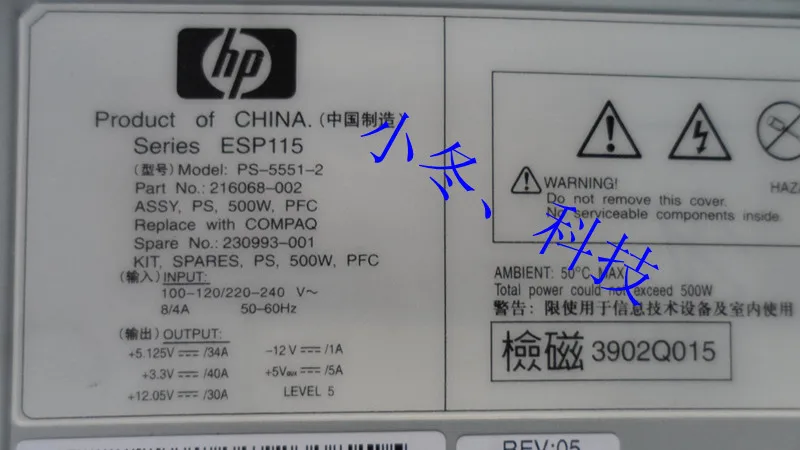 hp
Product of CHINA. (中国制造)
Series ESP115
(型号) Model: PS-5551-2
Part No.: 216068-002
ASSY, PS, 500W, PFC
Replace with COMPAQ
Spare No.: 230993-001
KIT, SPARES, PS, 500W, PFC
(输入) INPUT:
100-120/220-240 V~
8/4A 50-60Hz
(输出) OUTPUT:
+5.125V ⎓ /34A -12 V ⎓ /1A
+3.3V ⎓ /40A +5Vaux ⎓ /5A
+12.05V ⎓ /30A LEVEL 5
WARNING! HAZA
Do not remove this cover.
No serviceable components inside.
AMBIENT: 50°C MAX
Total power could not exceed 500W
警告: 限使用于信息技术设备及室内使用
檢磁 3902Q015
REV:05
小禾、科技